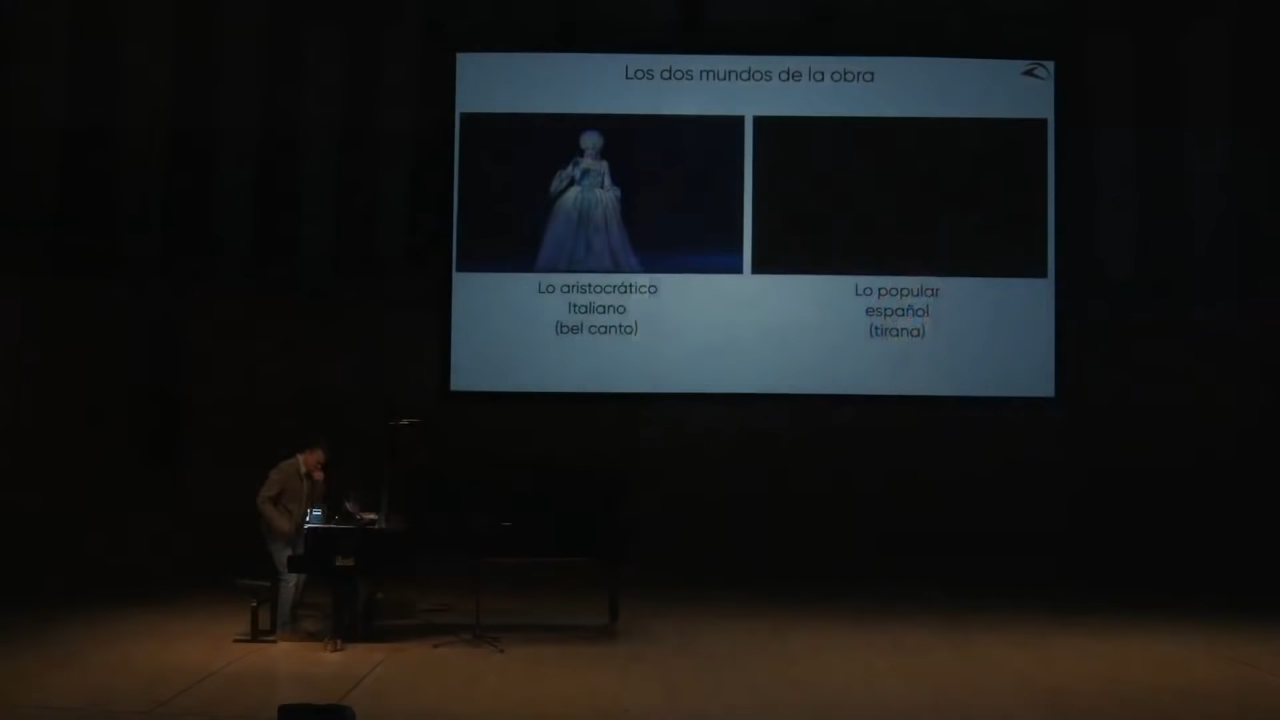 Los dos mundos de la obra
Lo aristocrático
Italiano
(bel canto)
Lo popular
español
(tirana)